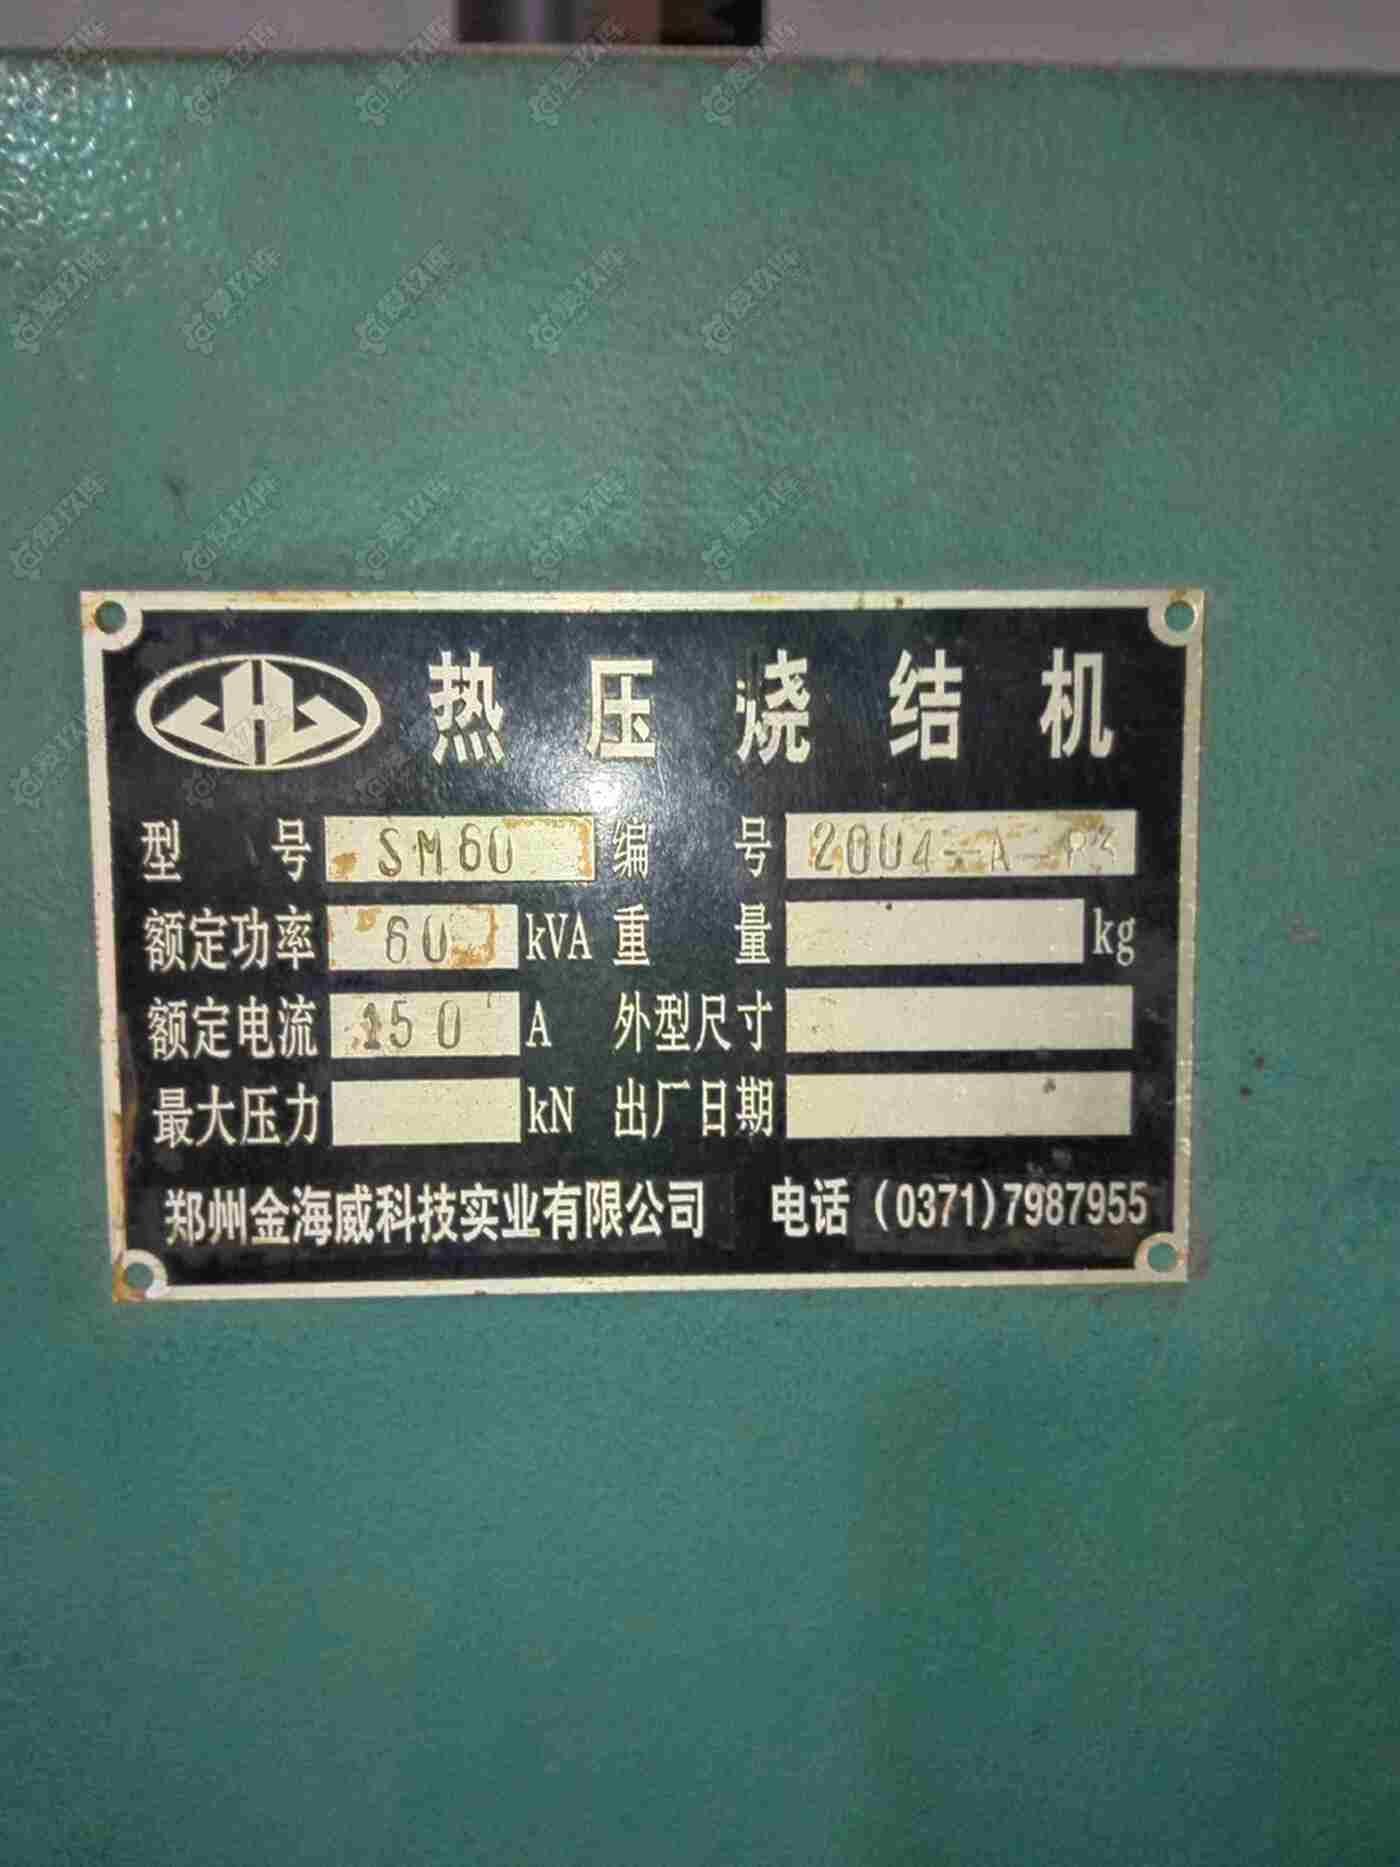 热压烧结机
型号 SM60 编号 2004-A-
额定功率 60 kVA 重量 kg
额定电流 150 A 外型尺寸
最大压力 kN 出厂日期
郑州金海威科技实业有限公司 电话(0371)7987955